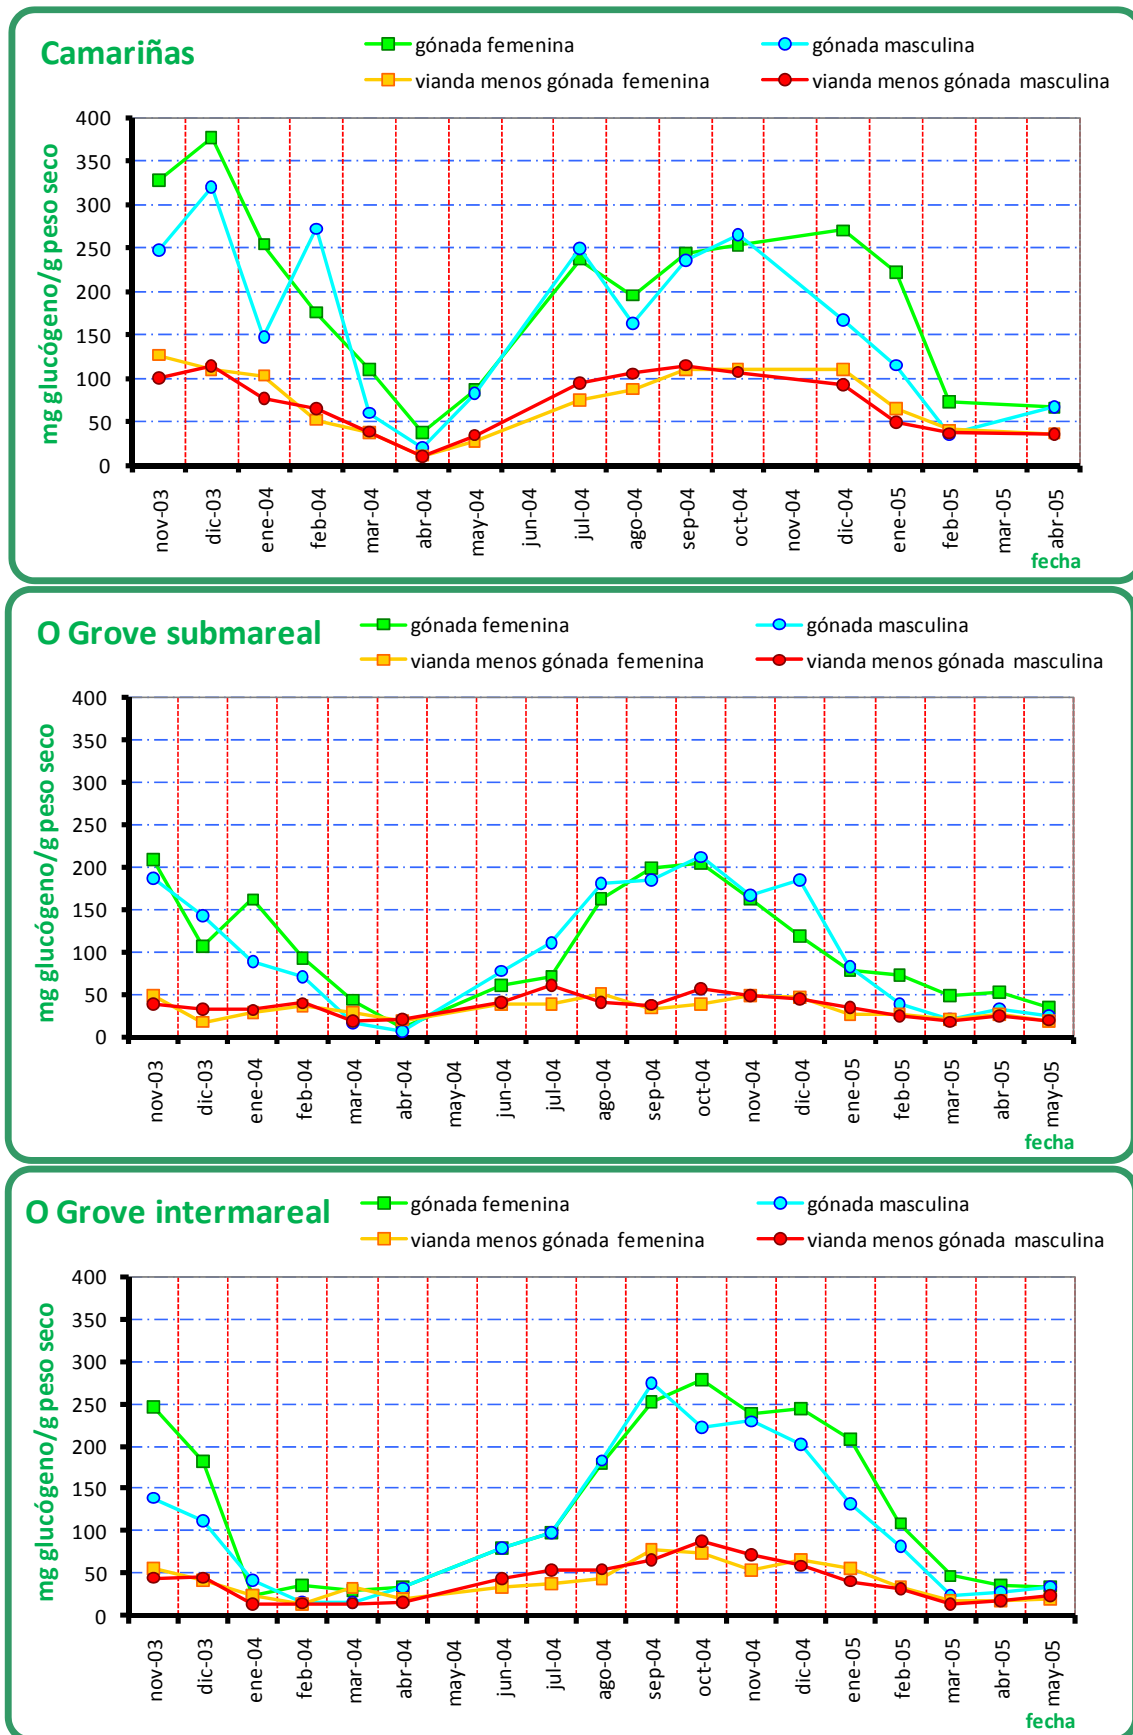 Camariñas
gónada femenina
gónada masculina
vianda menos gónada femenina
vianda menos gónada masculina
mg glucógeno/g peso seco
400
350
300
250
200
150
100
50
0
nov-03
dic-03
ene-04
feb-04
mar-04
abr-04
may-04
jun-04
jul-04
ago-04
sep-04
oct-04
nov-04
dic-04
ene-05
feb-05
mar-05
abr-05
fecha
O Grove submareal
gónada femenina
gónada masculina
vianda menos gónada femenina
vianda menos gónada masculina
mg glucógeno/g peso seco
400
350
300
250
200
150
100
50
0
nov-03
dic-03
ene-04
feb-04
mar-04
abr-04
may-04
jun-04
jul-04
ago-04
sep-04
oct-04
nov-04
dic-04
ene-05
feb-05
mar-05
abr-05
may-05
fecha
O Grove intermareal
gónada femenina
gónada masculina
vianda menos gónada femenina
vianda menos gónada masculina
mg glucógeno/g peso seco
400
350
300
250
200
150
100
50
0
nov-03
dic-03
ene-04
feb-04
mar-04
abr-04
may-04
jun-04
jul-04
ago-04
sep-04
oct-04
nov-04
dic-04
ene-05
feb-05
mar-05
abr-05
may-05
fecha